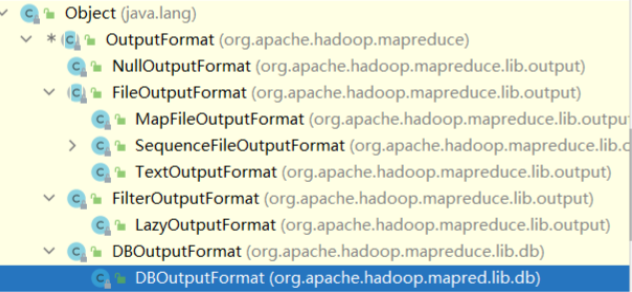 Object (java.lang)
OutputFormat (org.apache.hadoop.mapreduce)
NullOutputFormat (org.apache.hadoop.mapreduce.lib.output)
FileOutputFormat (org.apache.hadoop.mapreduce.lib.output)
MapFileOutputFormat (org.apache.hadoop.mapreduce.lib.outpu
SequenceFileOutputFormat (org.apache.hadoop.mapreduce.lib.o
TextOutputFormat (org.apache.hadoop.mapreduce.lib.output)
FilterOutputFormat (org.apache.hadoop.mapreduce.lib.output)
LazyOutputFormat (org.apache.hadoop.mapreduce.lib.output)
DBOutputFormat (org.apache.hadoop.mapreduce.lib.db)
DBOutputFormat (org.apache.hadoop.mapred.lib.db)